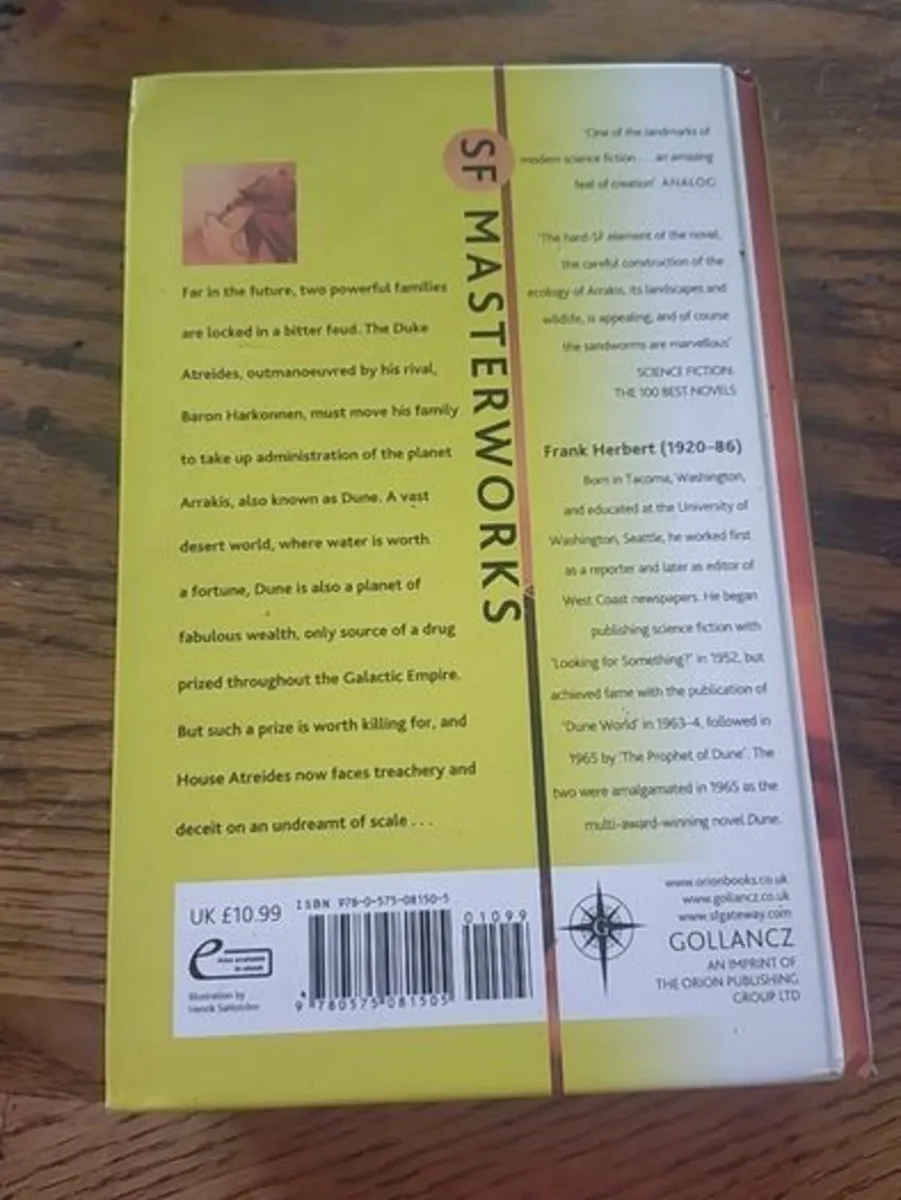 Far in the future, two powerful families
are locked in a bitter feud. The Duke
Atreides, outmanoeuvred by his rival,
Baron Harkonnen, must move his family
to take up administration of the planet
Arrakis, also known as Dune. A vast
desert world, where water is worth
a fortune, Dune is also a planet of
fabulous wealth, only source of a drug
prized throughout the Galactic Empire.
But such a prize is worth killing for, and
House Atreides now faces treachery and
deceit on an undreamt of scale . . .
SF MASTERWORKS
'One of the landmarks of
modern science fiction . . . an amazing
feat of creation' ANALOG
'The hard-SF element of the novel,
the careful construction of the
ecology of Arrakis, its landscapes and
wildlife, is appealing, and of course
the sandworms are marvellous'
SCIENCE FICTION:
THE 100 BEST NOVELS
Frank Herbert (1920–86)
Born in Tacoma, Washington,
and educated at the University of
Washington, Seattle, he worked first
as a reporter and later as editor of
West Coast newspapers. He began
publishing science fiction with
'Looking for Something?' in 1952, but
achieved fame with the publication of
'Dune World' in 1963–4, followed in
1965 by 'The Prophet of Dune'. The
two were amalgamated in 1965 as the
multi-award-winning novel Dune.
UK £10.99
ISBN 978-0-575-08150-5
01099
9 780575 081505
e
Also available
in ebook
Illustration by
Henrik
G
www.orionbooks.co.uk
www.gollancz.co.uk
www.sfgateway.com
GOLLANCZ
AN IMPRINT OF
THE ORION PUBLISHING
GROUP LTD